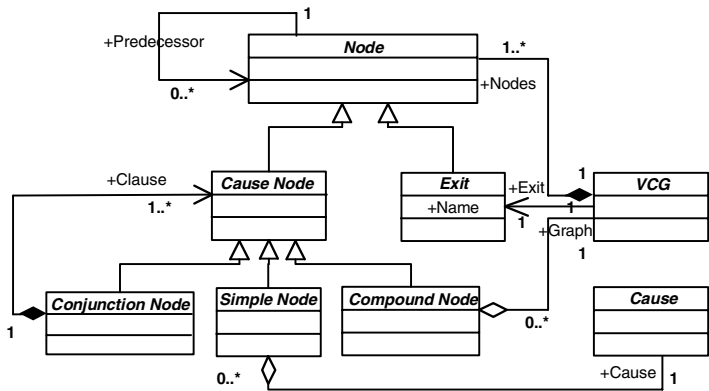 1
+Predecessor
Node
1..*
0..*
+Nodes
+Clause
1..*
Cause Node
Exit
+Name
+Exit
1
1
1
VCG
+Graph
1
Conjunction Node
1
Simple Node
Compound Node
0..*
Cause
0..*
+Cause
1